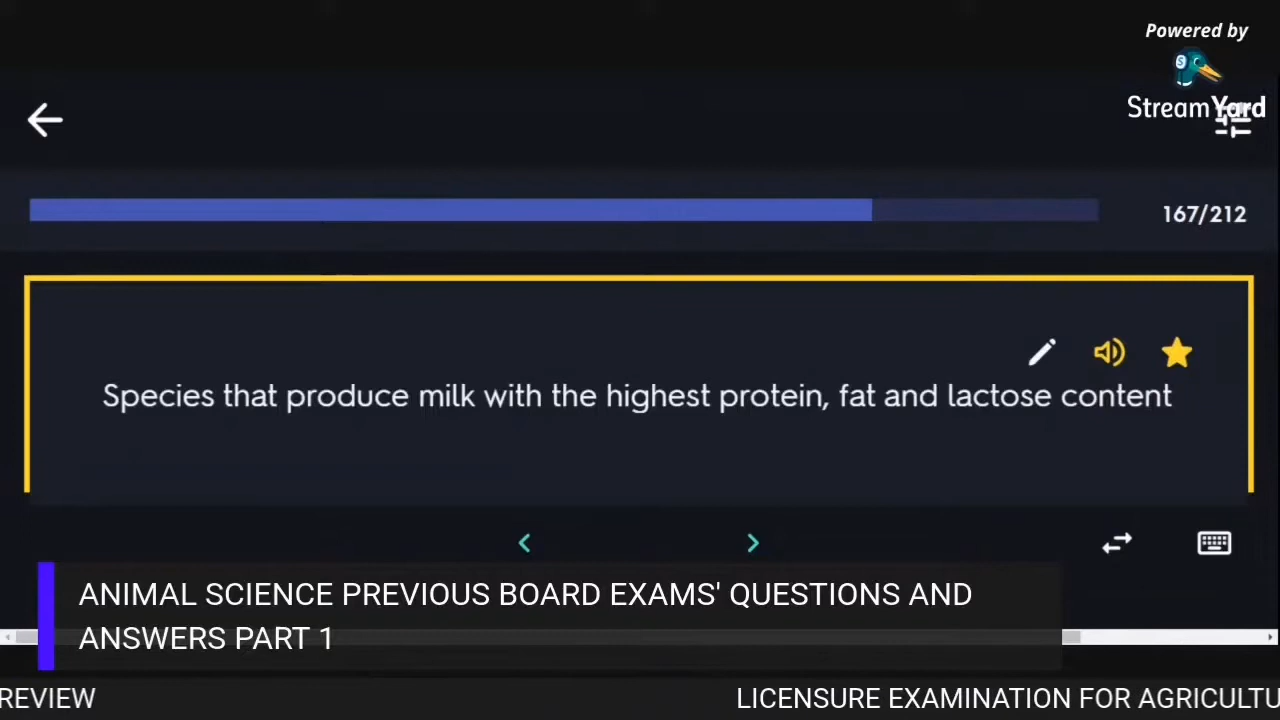 Powered by
StreamYard
167/212
Species that produce milk with the highest protein, fat and lactose content
ANIMAL SCIENCE PREVIOUS BOARD EXAMS' QUESTIONS AND
ANSWERS PART 1
REVIEW LICENSURE EXAMINATION FOR AGRICULTU